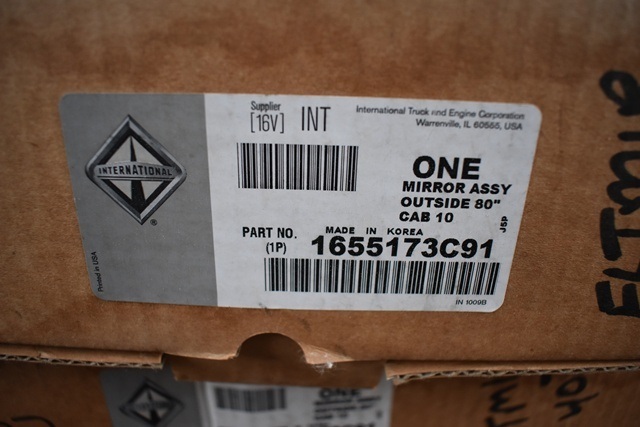 Supplier
[16V] INT
International Truck and Engine Corporation
Warrenville, IL 60555, USA
INTERNATIONAL
®
ONE
MIRROR ASSY
OUTSIDE 80"
CAB 10
J5P
PART NO.
(1P)
MADE IN KOREA
1655173C91
Printed in USA
IN 1009B
ONE